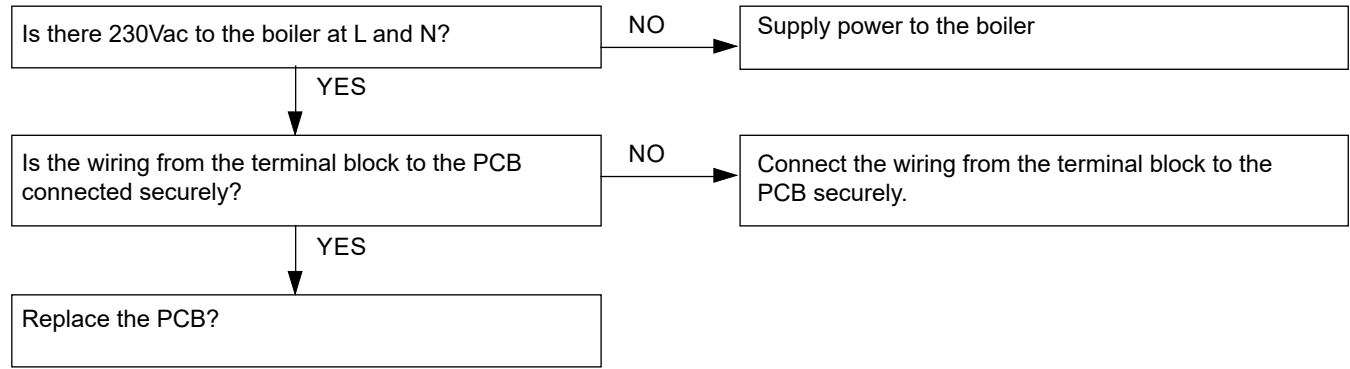 Is there 230Vac to the boiler at L and N?
NO
Supply power to the boiler
YES
Is the wiring from the terminal block to the PCB
connected securely?
NO
Connect the wiring from the terminal block to the
PCB securely.
YES
Replace the PCB?